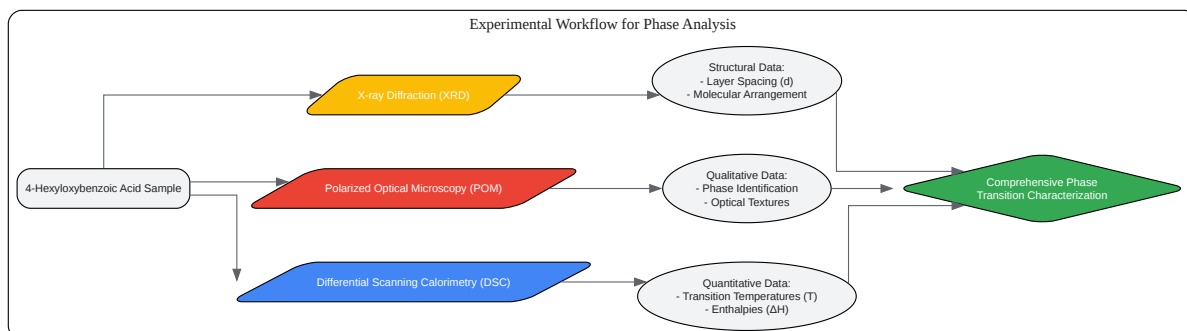 Experimental Workflow for Phase Analysis
4-Hexyloxybenzoic Acid Sample
X-ray Diffraction (XRD)
Structural Data:
- Layer Spacing (d)
- Molecular Arrangement
Polarized Optical Microscopy (POM)
Qualitative Data:
- Phase Identification
- Optical Textures
Differential Scanning Calorimetry (DSC)
Quantitative Data:
- Transition Temperatures (T)
- Enthalpies (ΔH)
Comprehensive Phase
Transition Characterization